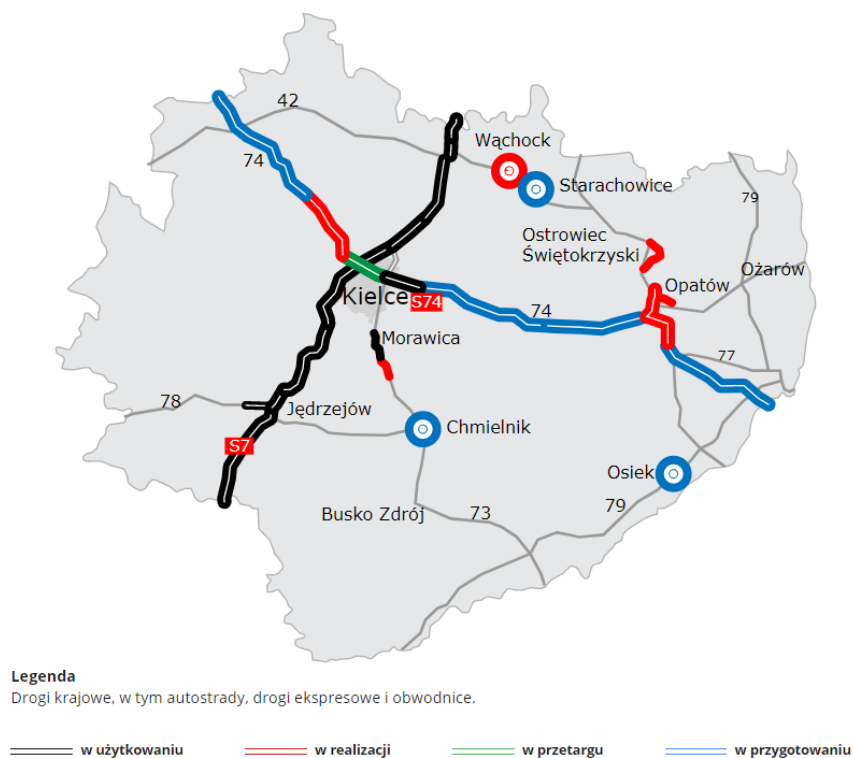 42
Wąchock
74
Starachowice
79
Ostrowiec
Świętokrzyski
Ożarów
Opatów
Kielce
S74
74
Morawica
77
78
Jędrzejów
Chmielnik
S7
Osiek
Busko Zdrój
73
79
Legenda
Drogi krajowe, w tym autostrady, drogi ekspresowe i obwodnice.
w użytkowaniu
w realizacji
w przetargu
w przygotowaniu